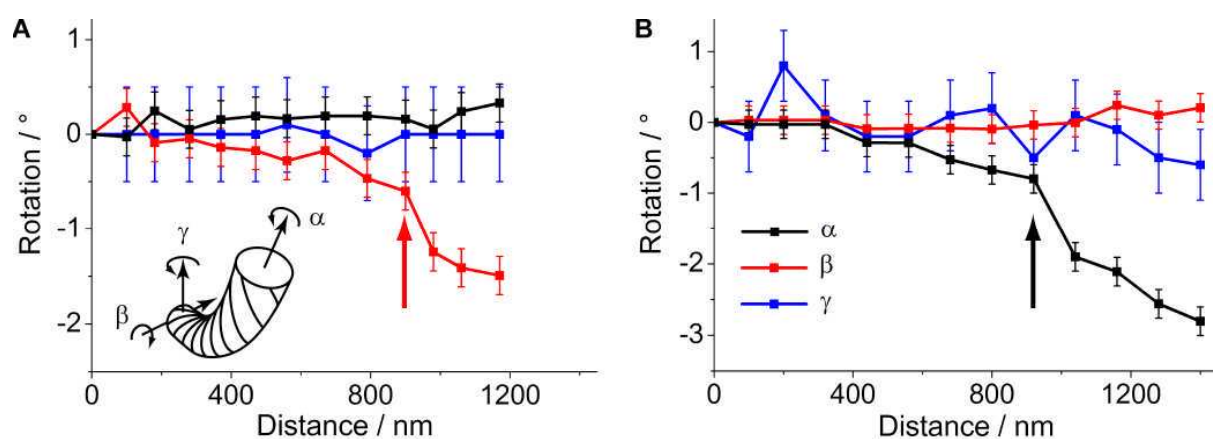 A
1
0
-1
-2
Rotation / °
γ
α
β
0
400
800
1200
Distance / nm
B
1
0
-1
-2
-3
Rotation / °
α
β
γ
0
400
800
1200
Distance / nm